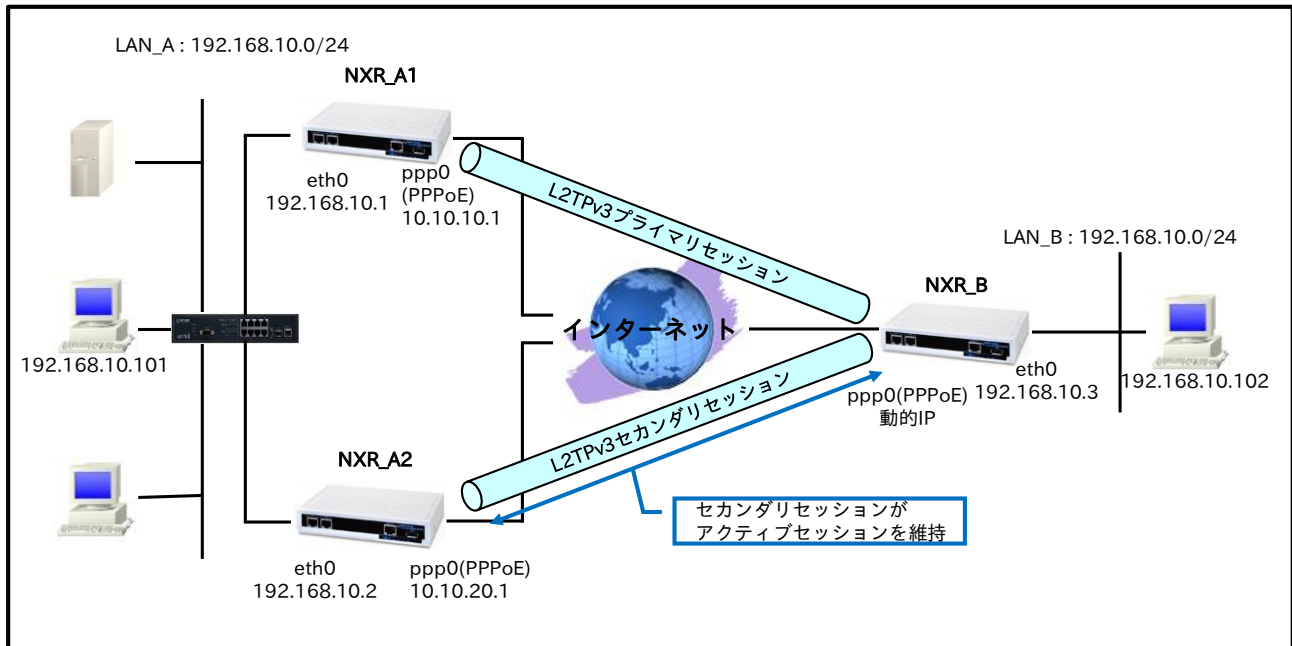 LAN_A : 192.168.10.0/24
NXR_A1
eth0
192.168.10.1
ppp0
(PPPoE)
10.10.10.1
L2TPv3プライマリセッション
LAN_B : 192.168.10.0/24
NXR_B
インターネット
192.168.10.101
eth0
192.168.10.3
192.168.10.102
ppp0(PPPoE)
動的IP
L2TPv3セカンダリセッション
NXR_A2
セカンダリセッションが
アクティブセッションを維持
eth0
192.168.10.2
ppp0(PPPoE)
10.10.20.1